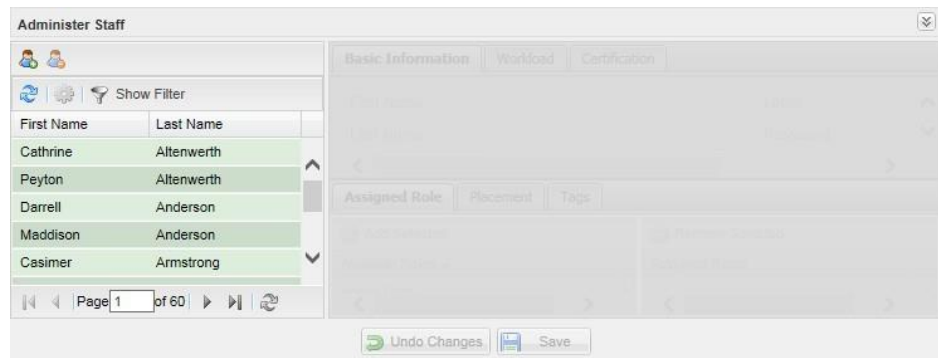 Administer Staff
Basic Information Workload Certification
Show Filter
First Name Last Name
Cathrine Altenwerth
Peyton Altenwerth
Darrell Anderson
Maddison Anderson
Casimer Armstrong
Assigned Role Placement Tags
Page 1 of 60
Undo Changes Save